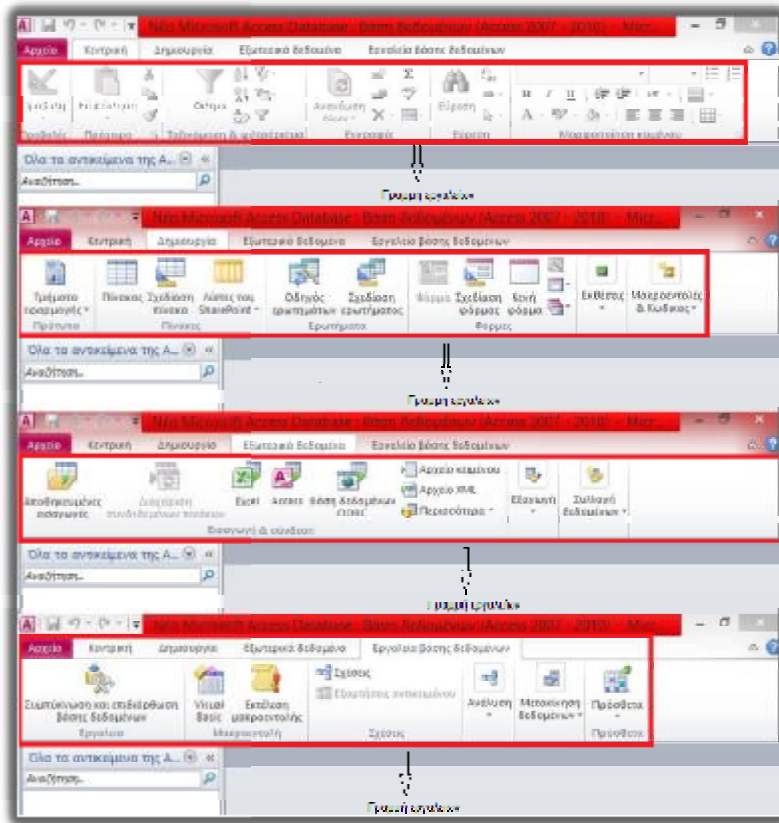 Νέο Microsoft Access Database : Βάση δεδομένων (Access 2007 - 2010) - Micr...
Αρχείο Κεντρική Δημιουργία Εξωτερικά δεδομένα Εργαλεία βάσης δεδομένων
Προβολή Επικόλληση Φίλτρο Ανανέωση Εύρεση
Προβολές Πρόχειρο Ταξινόμηση & φιλτράρισμα Εγγραφές Εύρεση Μορφοποίηση κειμένου
Όλα τα αντικείμενα της A...
Αναζήτηση...
Γραμμή εργαλείων
Νέο Microsoft Access Database : Βάση δεδομένων (Access 2007 - 2010) - Micr...
Αρχείο Κεντρική Δημιουργία Εξωτερικά δεδομένα Εργαλεία βάσης δεδομένων
Τμήματα Πίνακας Σχεδίαση Λίστες του Οδηγός Σχεδίαση Φόρμα Σχεδίαση Κενή Εκθέσεις Μακροεντολές
εφαρμογής πίνακα SharePoint ερωτημάτων ερωτήματος φόρμας φόρμα & Κώδικας
Πρότυπα Πίνακες Ερωτήματα Φόρμες
Όλα τα αντικείμενα της A...
Αναζήτηση...
Γραμμή εργαλείων
Νέο Microsoft Access Database : Βάση δεδομένων (Access 2007 - 2010) - Micr...
Αρχείο Κεντρική Δημιουργία Εξωτερικά δεδομένα Εργαλεία βάσης δεδομένων
Αρχείο κειμένου
Αποθηκευμένες Διαχείριση Excel Access Βάση δεδομένων Αρχείο XML Εξαγωγή Συλλογή
εισαγωγές συνδεδεμένων πινάκων ODBC Περισσότερα δεδομένων
Εισαγωγή & σύνδεση
Όλα τα αντικείμενα της A...
Αναζήτηση...
Γραμμή εργαλείων
Νέο Microsoft Access Database : Βάση δεδομένων (Access 2007 - 2010) - Micr...
Αρχείο Κεντρική Δημιουργία Εξωτερικά δεδομένα Εργαλεία βάσης δεδομένων
Σχέσεις
Εξαρτήσεις αντικειμένου
Συμπύκνωση και επιδιόρθωση Visual Εκτέλεση Ανάλυση Μετακίνηση Πρόσθετα
βάσης δεδομένων Basic μακροεντολής δεδομένων
Εργαλεία Μακροεντολή Σχέσεις Πρόσθετα
Όλα τα αντικείμενα της A...
Αναζήτηση...
Γραμμή εργαλείων